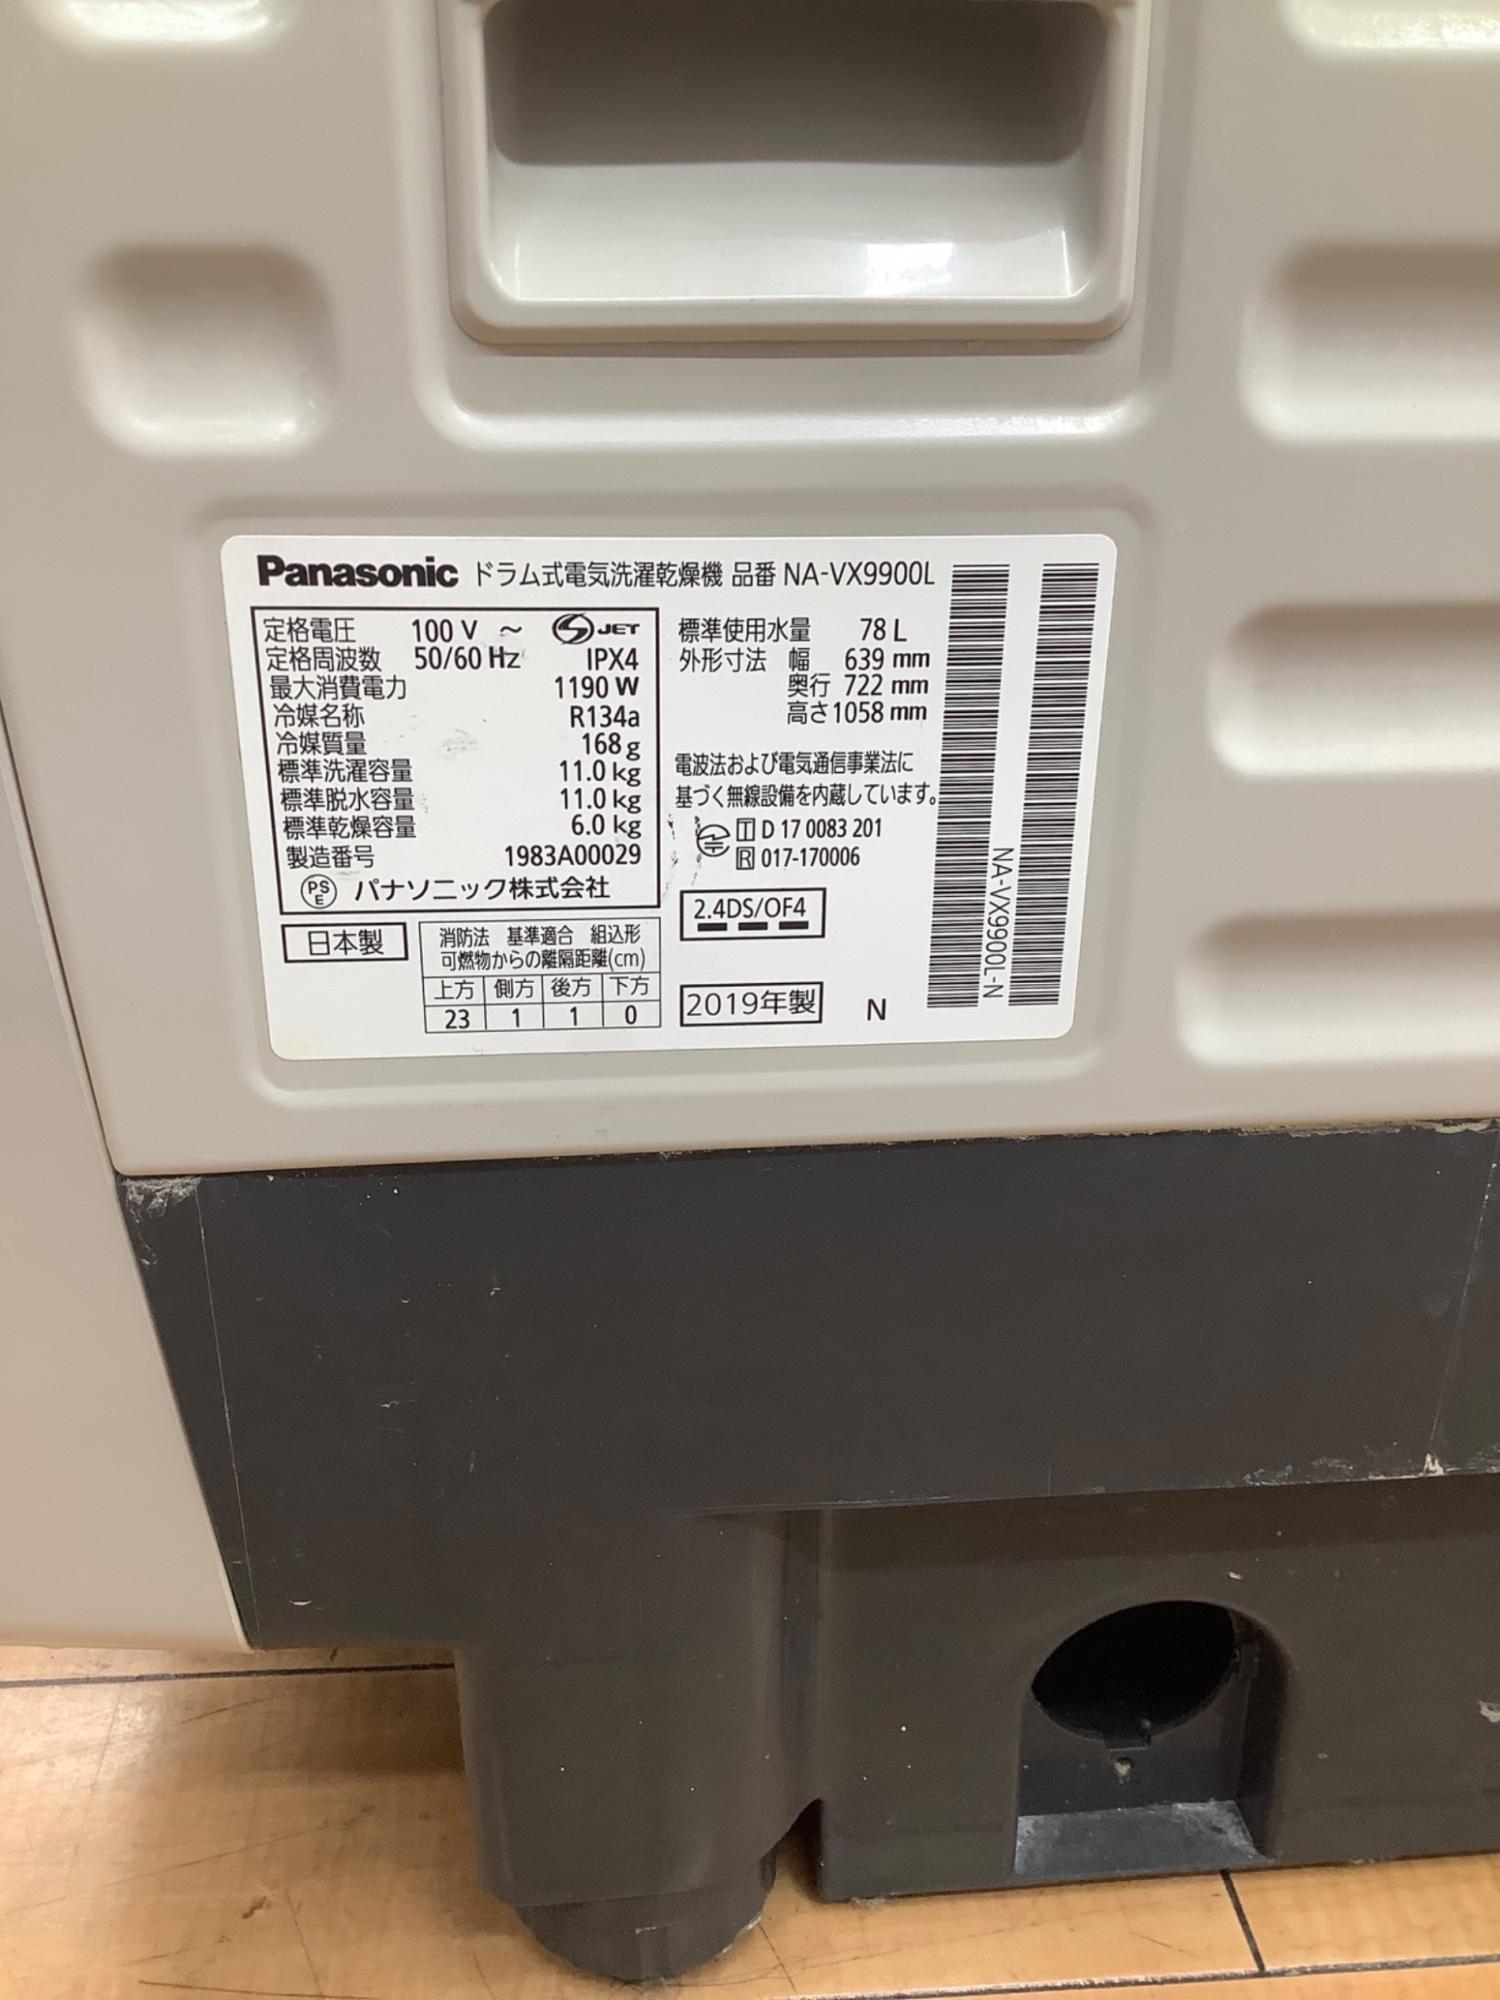 Panasonic ドラム式電気洗濯乾燥機 品番 NA-VX9900L
定格電圧 100 V ~ S JET
定格周波数 50/60 Hz IPX4
最大消費電力 1190 W
冷媒名称 R134a
冷媒質量 168 g
標準洗濯容量 11.0 kg
標準脱水容量 11.0 kg
標準乾燥容量 6.0 kg
製造番号 1983A00029
PSE パナソニック株式会社
日本製
消防法 基準適合 組込形
可燃物からの離隔距離(cm)
上方 側方 後方 下方
23 1 1 0
標準使用水量 78 L
外形寸法 幅 639 mm
奥行 722 mm
高さ 1058 mm
電波法および電気通信事業法に
基づく無線設備を内蔵しています。
T D 17 0083 201
R 017-170006
2.4DS/OF4
2019年製 N
NA-VX9900L-N